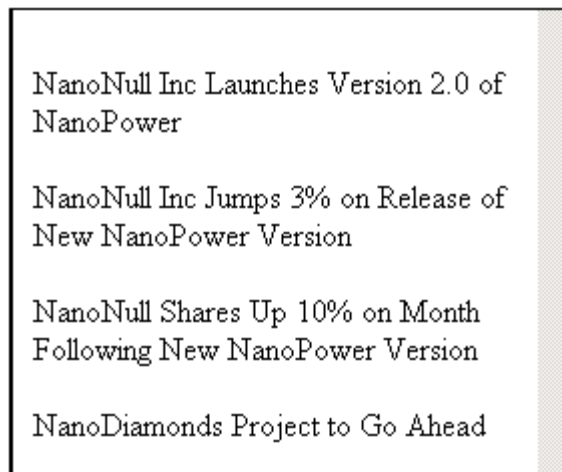 NanoNull Inc Launches Version 2.0 of
NanoPower
NanoNull Inc Jumps 3% on Release of
New NanoPower Version
NanoNull Shares Up 10% on Month
Following New NanoPower Version
NanoDiamonds Project to Go Ahead